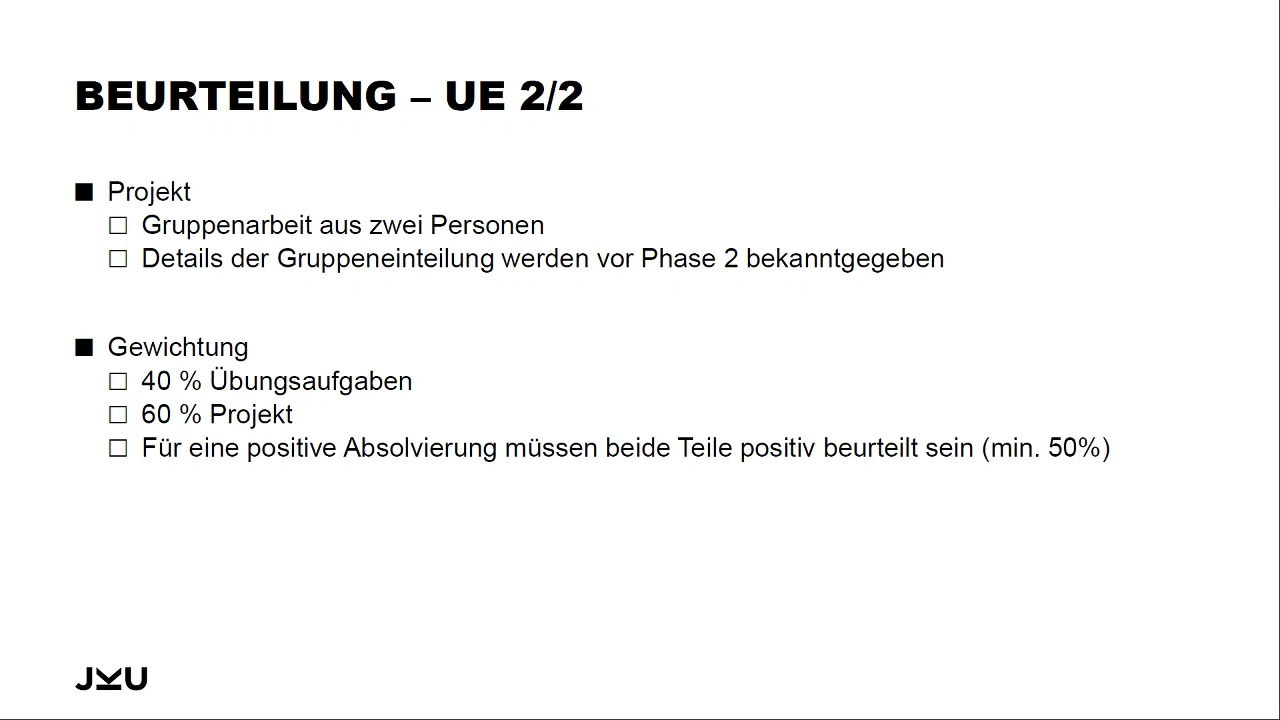 BEURTEILUNG – UE 2/2
■ Projekt
□ Gruppenarbeit aus zwei Personen
□ Details der Gruppeneinteilung werden vor Phase 2 bekanntgegeben
■ Gewichtung
□ 40 % Übungsaufgaben
□ 60 % Projekt
□ Für eine positive Absolvierung müssen beide Teile positiv beurteilt sein (min. 50%)
JKU